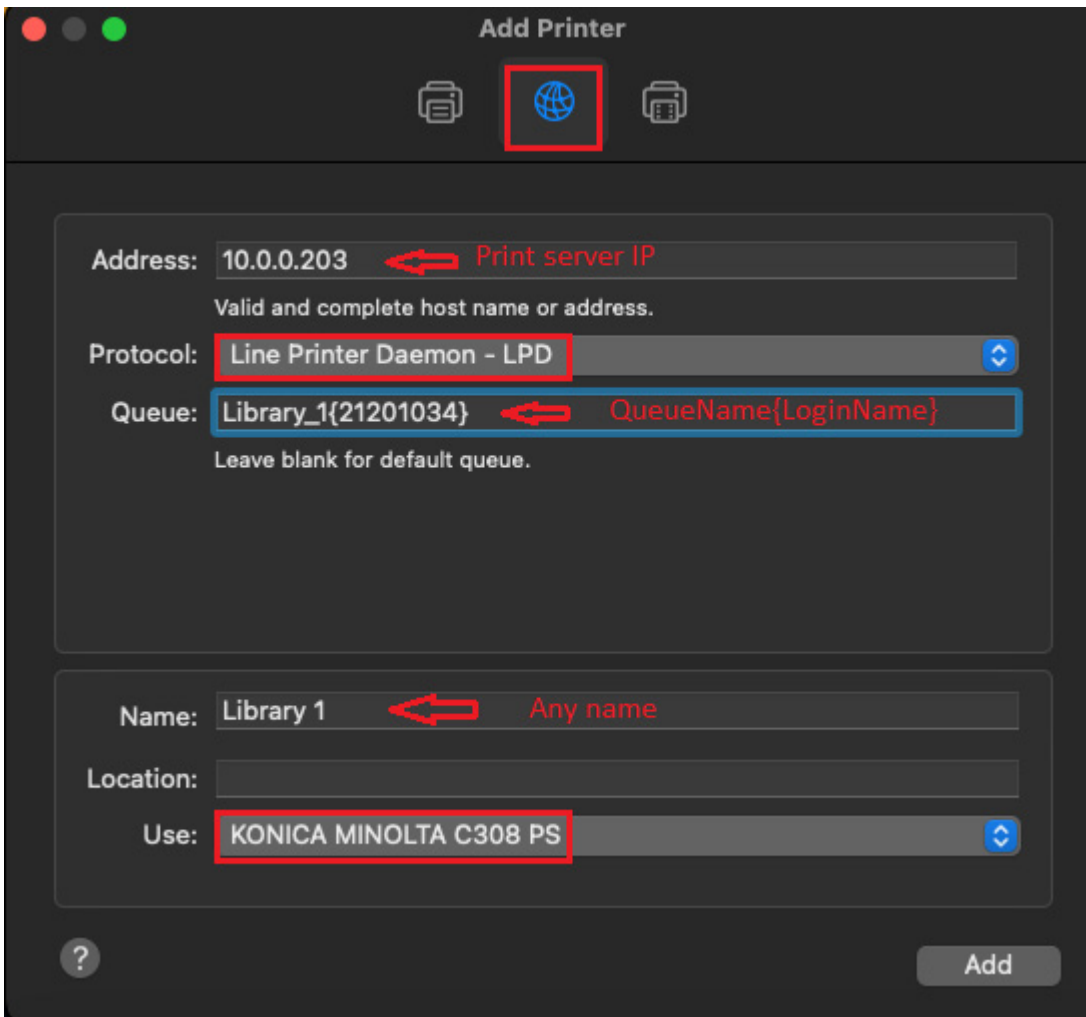 Add Printer
Address: 10.0.0.203 Print server IP
Valid and complete host name or address.
Protocol: Line Printer Daemon - LPD
Queue: Library_1{21201034} QueueName{LoginName}
Leave blank for default queue.
Name: Library 1 Any name
Location:
Use: KONICA MINOLTA C308 PS
? Add